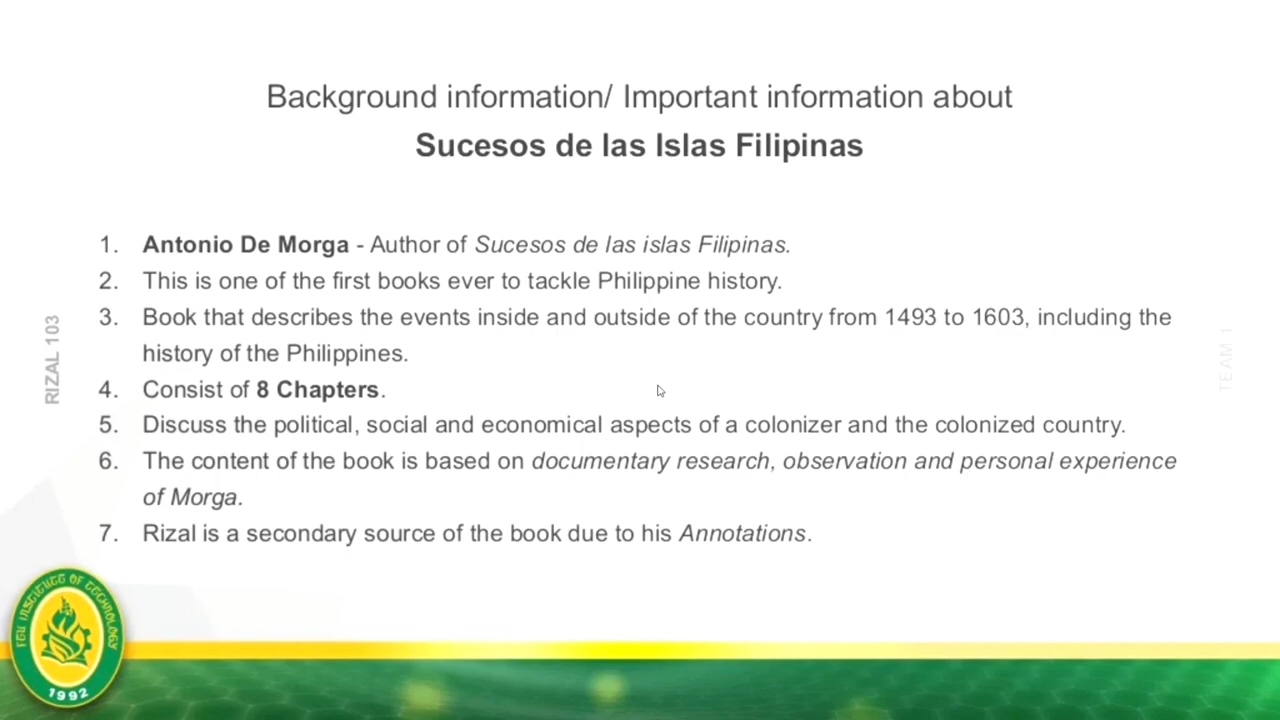 Background information/ Important information about
Sucesos de las Islas Filipinas
1. Antonio De Morga - Author of Sucesos de las islas Filipinas.
2. This is one of the first books ever to tackle Philippine history.
3. Book that describes the events inside and outside of the country from 1493 to 1603, including the
history of the Philippines.
4. Consist of 8 Chapters.
5. Discuss the political, social and economical aspects of a colonizer and the colonized country.
6. The content of the book is based on documentary research, observation and personal experience
of Morga.
7. Rizal is a secondary source of the book due to his Annotations.
RIZAL 103
TEAM 1
FEU INSTITUTE OF TECHNOLOGY
1992